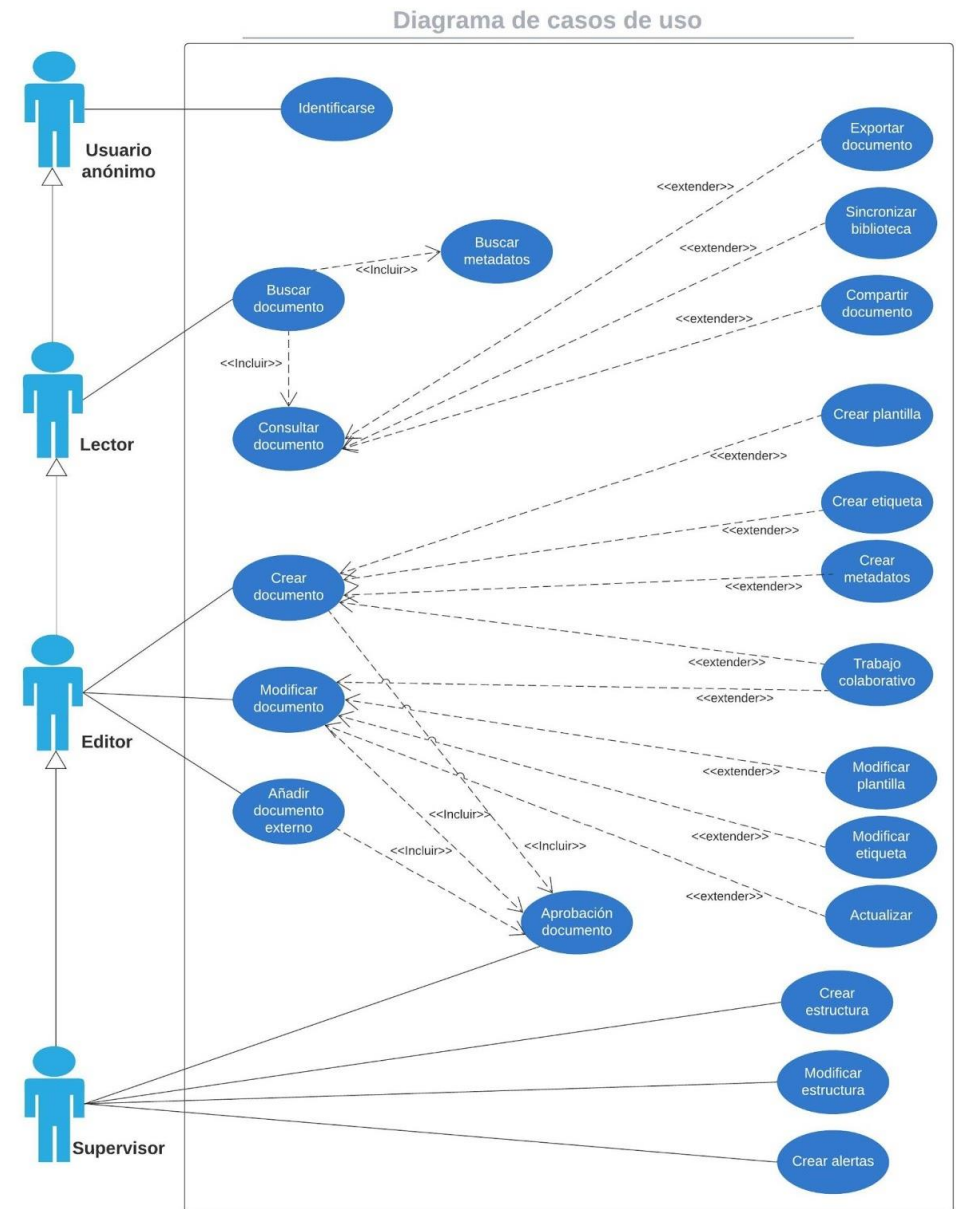 Diagrama de casos de uso
Identificarse
Usuario
anónimo
Exportar
documento
<<extender>>
Sincronizar
biblioteca
Buscar
metadatos
<<extender>>
<<Incluir>>
Buscar
documento
Compartir
documento
<<extender>>
<<Incluir>>
Lector
Consultar
documento
Crear plantilla
<<extender>>
Crear etiqueta
<<extender>>
Crear
metadatos
Crear
documento
<<extender>>
<<extender>>
Trabajo
colaborativo
Modificar
documento
<<extender>>
Editor
<<extender>>
Modificar
plantilla
Añadir
documento
externo
<<Incluir>>
<<extender>>
Modificar
etiqueta
<<Incluir>>
<<Incluir>>
<<extender>>
Actualizar
Aprobación
documento
Crear
estructura
Modificar
estructura
Supervisor
Crear alertas